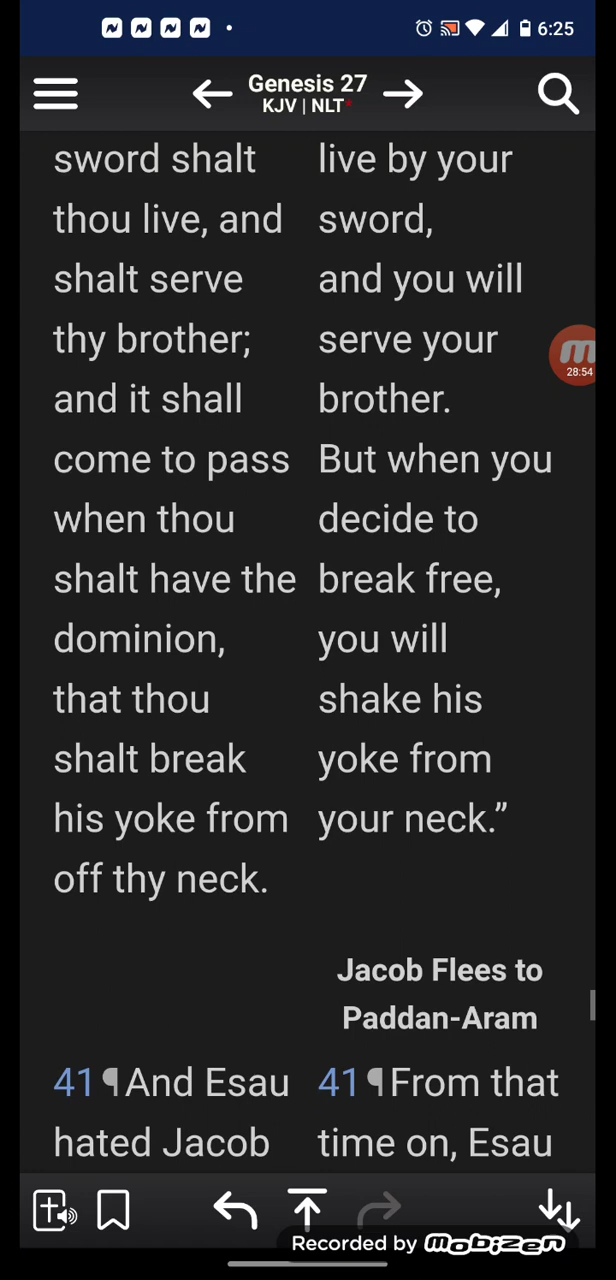 6:25
Genesis 27
KJV | NLT*
28:54
sword shalt
thou live, and
shalt serve
thy brother;
and it shall
come to pass
when thou
shalt have the
dominion,
that thou
shalt break
his yoke from
off thy neck.
41 ¶And Esau
hated Jacob
live by your
sword,
and you will
serve your
brother.
But when you
decide to
break free,
you will
shake his
yoke from
your neck.”
Jacob Flees to
Paddan-Aram
41 ¶From that
time on, Esau
Recorded by mobizen